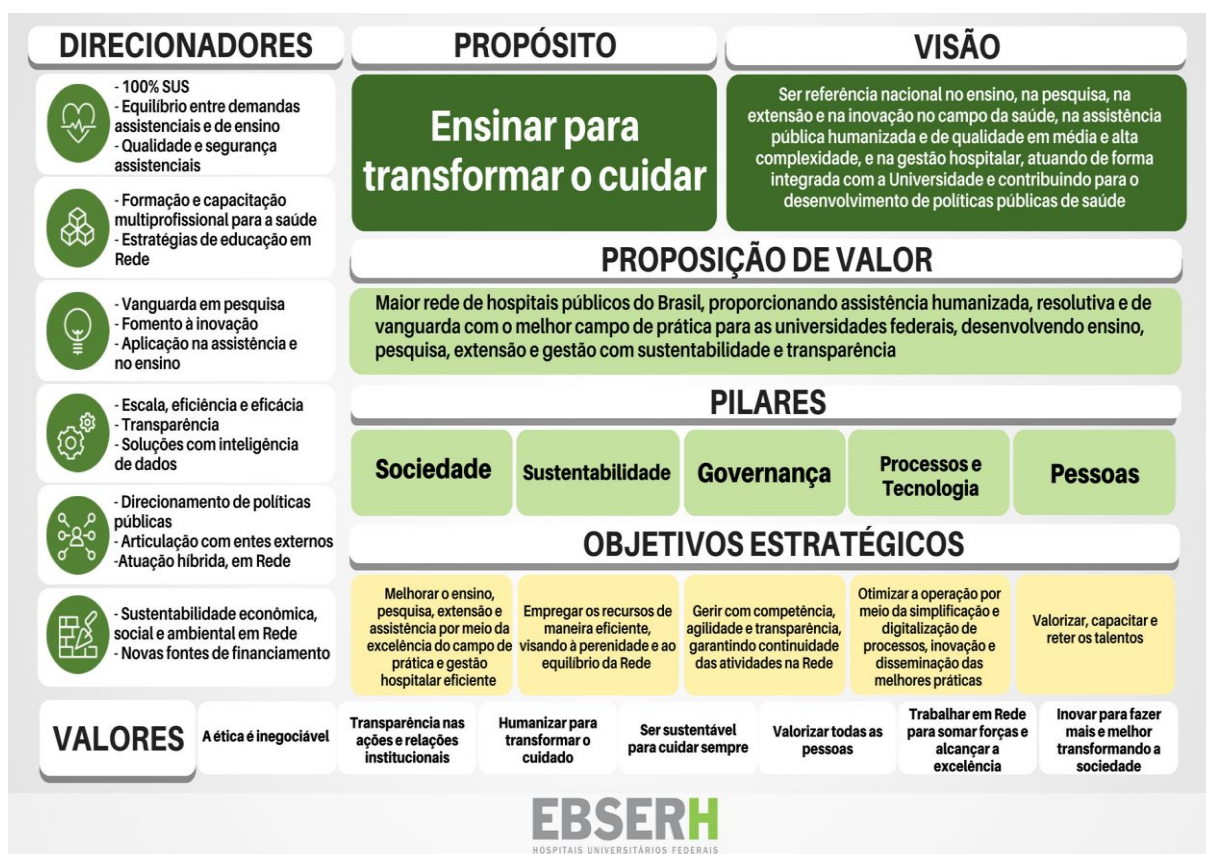 DIRECIONADORES
- 100% SUS
- Equilíbrio entre demandas
assistenciais e de ensino
- Qualidade e segurança
assistenciais
- Formação e capacitação
multiprofissional para a saúde
- Estratégias de educação em
Rede
- Vanguarda em pesquisa
- Fomento à inovação
- Aplicação na assistência e
no ensino
- Escala, eficiência e eficácia
- Transparência
- Soluções com inteligência
de dados
- Direcionamento de políticas
públicas
- Articulação com entes externos
-Atuação híbrida, em Rede
- Sustentabilidade econômica,
social e ambiental em Rede
- Novas fontes de financiamento
PROPÓSITO
Ensinar para
transformar o cuidar
VISÃO
Ser referência nacional no ensino, na pesquisa, na
extensão e na inovação no campo da saúde, na assistência
pública humanizada e de qualidade em média e alta
complexidade, e na gestão hospitalar, atuando de forma
integrada com a Universidade e contribuindo para o
desenvolvimento de políticas públicas de saúde
PROPOSIÇÃO DE VALOR
Maior rede de hospitais públicos do Brasil, proporcionando assistência humanizada, resolutiva e de
vanguarda com o melhor campo de prática para as universidades federais, desenvolvendo ensino,
pesquisa, extensão e gestão com sustentabilidade e transparência
PILARES
Sociedade
Sustentabilidade
Governança
Processos e
Tecnologia
Pessoas
OBJETIVOS ESTRATÉGICOS
Melhorar o ensino,
pesquisa, extensão e
assistência por meio da
excelência do campo de
prática e gestão
hospitalar eficiente
Empregar os recursos de
maneira eficiente,
visando à perenidade e ao
equilíbrio da Rede
Gerir com competência,
agilidade e transparência,
garantindo continuidade
das atividades na Rede
Otimizar a operação por
meio da simplificação e
digitalização de
processos, inovação e
disseminação das
melhores práticas
Valorizar, capacitar e
reter os talentos
VALORES
A ética é inegociável
Transparência nas
ações e relações
institucionais
Humanizar para
transformar o
cuidado
Ser sustentável
para cuidar sempre
Valorizar todas as
pessoas
Trabalhar em Rede
para somar forças e
alcançar a
excelência
Inovar para fazer
mais e melhor
transformando a
sociedade
EBSERH
HOSPITAIS UNIVERSITÁRIOS FEDERAIS